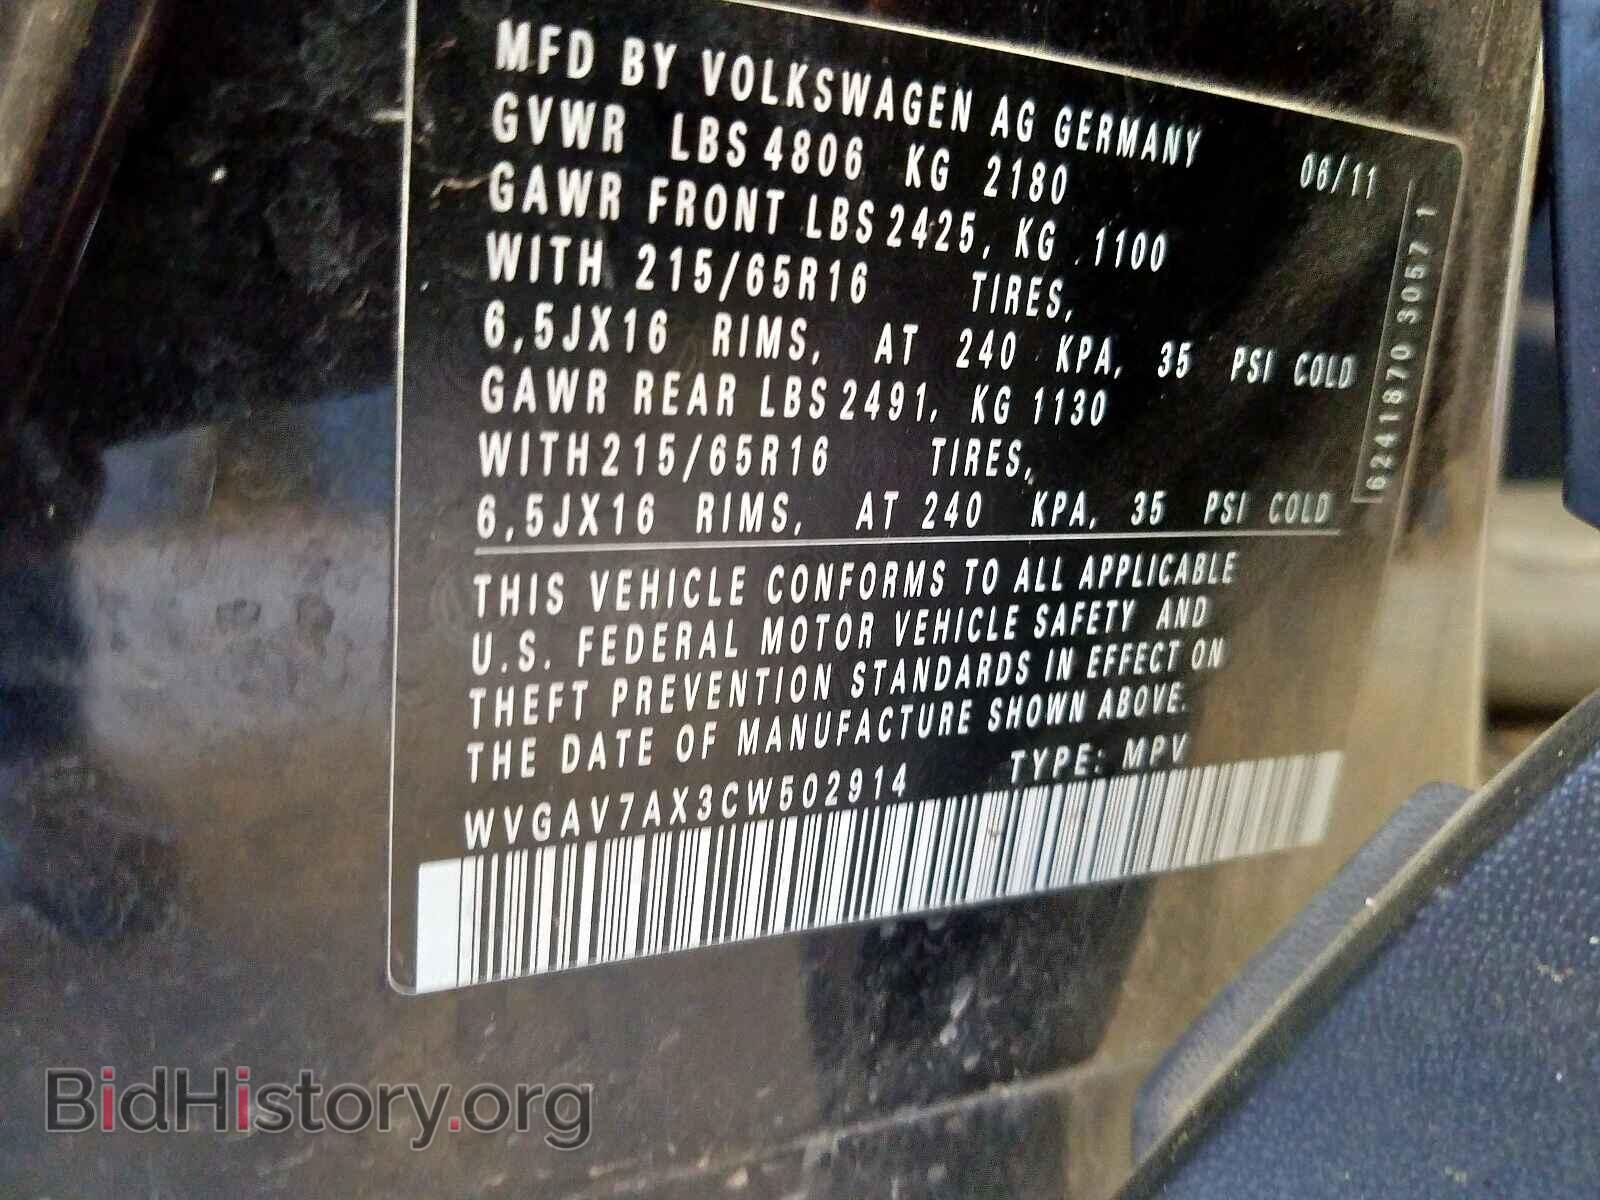 MFD BY VOLKSWAGEN AG GERMANY 06/11
GVWR LBS 4806 KG 2180
GAWR FRONT LBS 2425, KG 1100
WITH 215/65R16 TIRES,
6,5JX16 RIMS, AT 240 KPA, 35 PSI COLD
GAWR REAR LBS 2491, KG 1130
WITH 215/65R16 TIRES,
6,5JX16 RIMS, AT 240 KPA, 35 PSI COLD
6241870 3057 1
THIS VEHICLE CONFORMS TO ALL APPLICABLE
U.S. FEDERAL MOTOR VEHICLE SAFETY AND
THEFT PREVENTION STANDARDS IN EFFECT ON
THE DATE OF MANUFACTURE SHOWN ABOVE.
WVGAV7AX3CW502914 TYPE: MPV
BidHistory.org